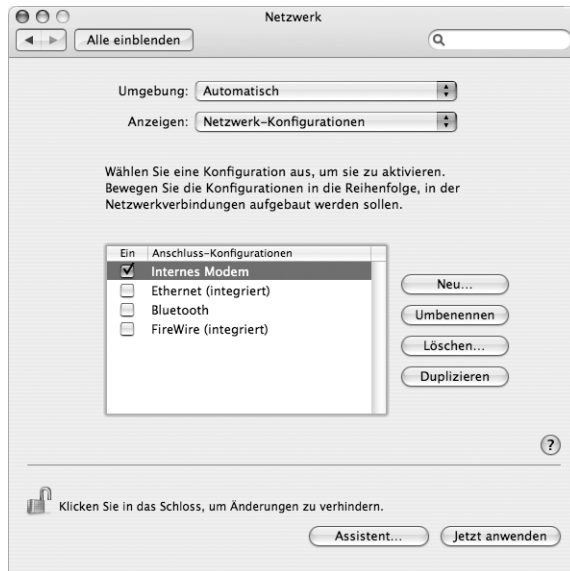 Netzwerk
Alle einblenden
Umgebung: Automatisch
Anzeigen: Netzwerk-Konfigurationen
Wählen Sie eine Konfiguration aus, um sie zu aktivieren.
Bewegen Sie die Konfigurationen in die Reihenfolge, in der
Netzwerkverbindungen aufgebaut werden sollen.
Ein Anschluss-Konfigurationen
Internes Modem
Ethernet (integriert)
Bluetooth
FireWire (integriert)
Neu...
Umbenennen
Löschen...
Duplizieren
?
Klicken Sie in das Schloss, um Änderungen zu verhindern.
Assistent... Jetzt anwenden